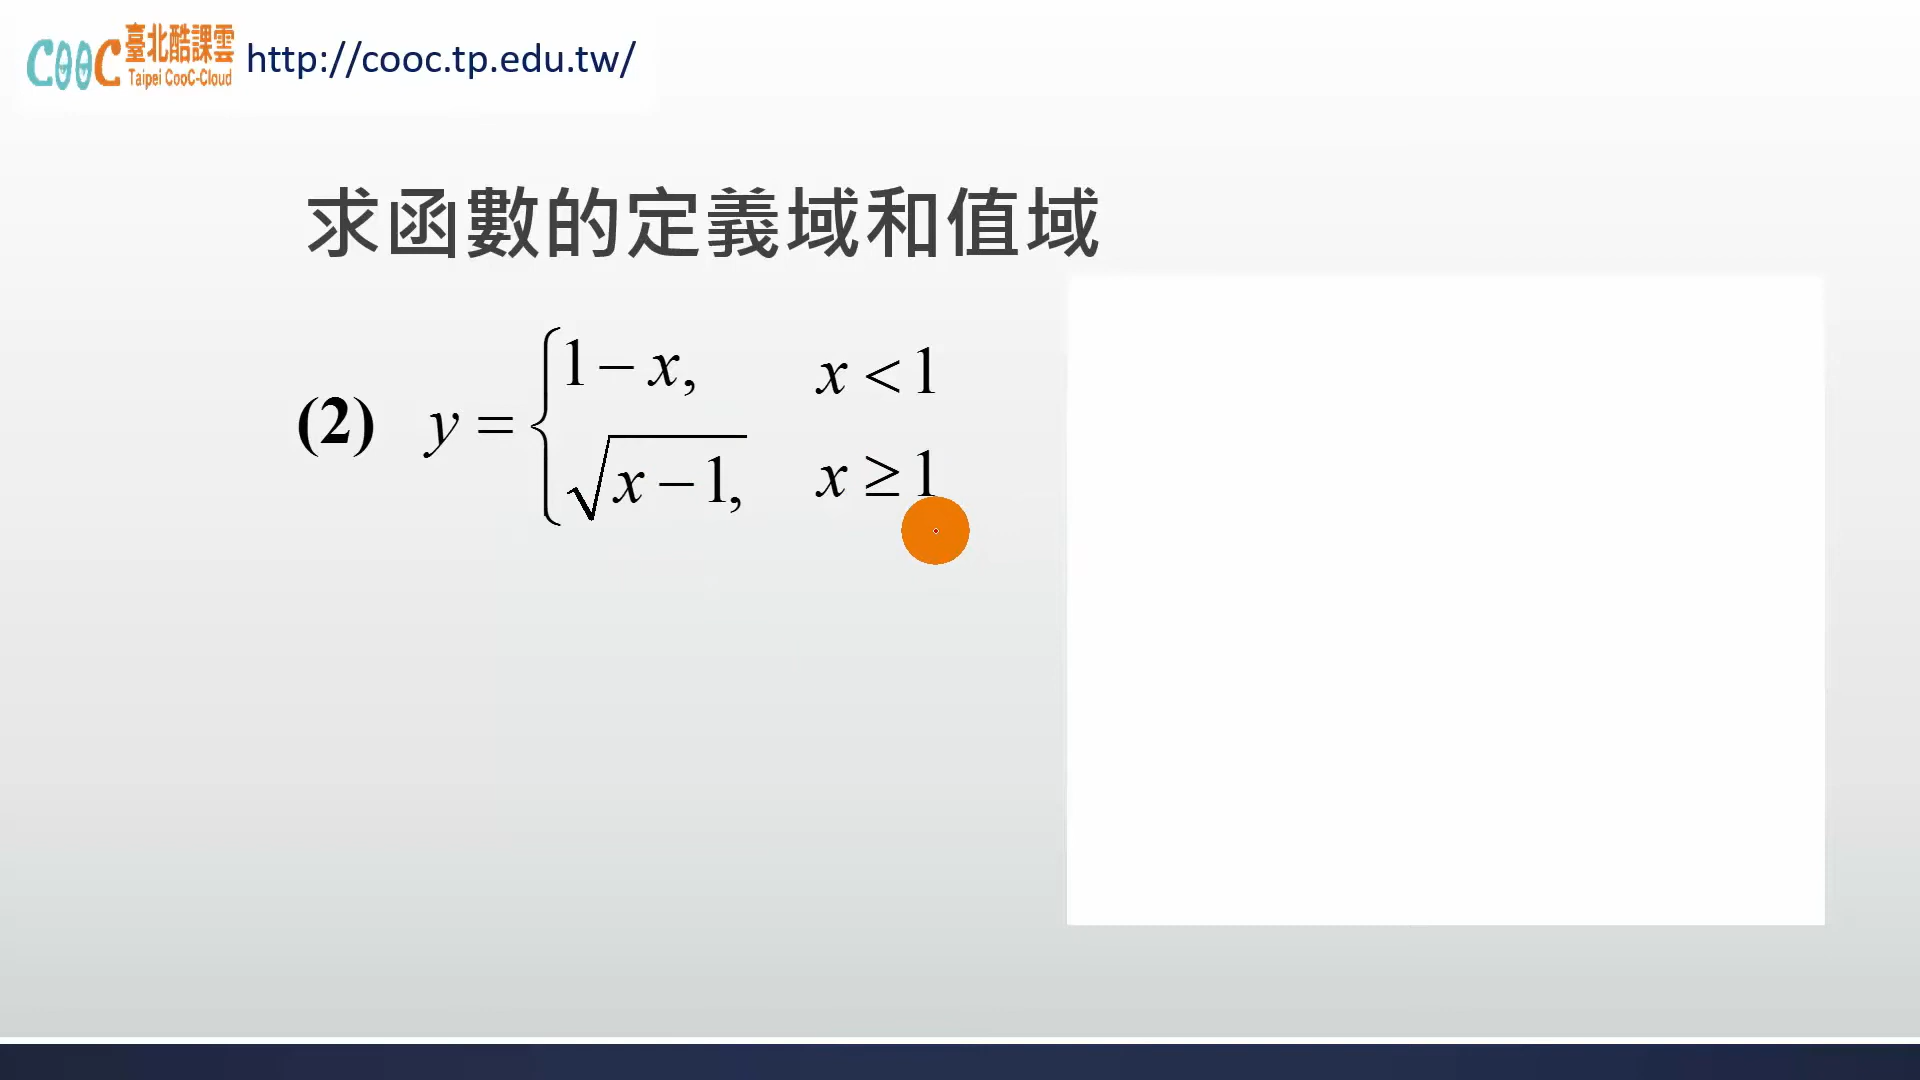 COOC 臺北酷課雲 http://cooc.tp.edu.tw/
Taipei CooC-Cloud
求函數的定義域和值域
1 − x, x < 1
(2) y = {
√(x − 1), x ≥ 1